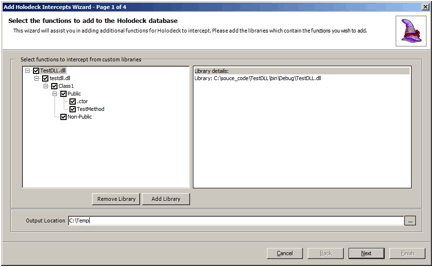 Add Holodeck Intercepts Wizard - Page 1 of 4
Select the functions to add to the Holodeck database
This wizard will assist you in adding additional functions for Holodeck to intercept. Please add the libraries which contain the functions you wish to add.
Select functions to intercept from custom libraries
TestDLL.dll
testdll.dll
Class1
Public
.ctor
TestMethod
Non-Public
Library details:
Library: C:\souce_code\TestDLL\bin\Debug\TestDLL.dll
Remove Library Add Library
Output Location C:\Temp ...
Cancel Back Next Finish